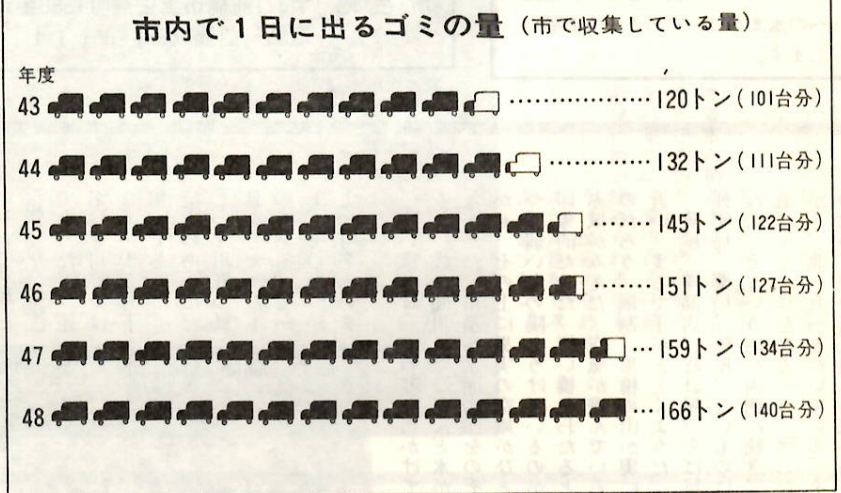 市内で1日に出るゴミの量(市で収集している量)
年度
43 ………………120トン(101台分)
44 …………132トン(111台分)
45 ………145トン(122台分)
46 ………151トン(127台分)
47 …159トン(134台分)
48 …166トン(140台分)